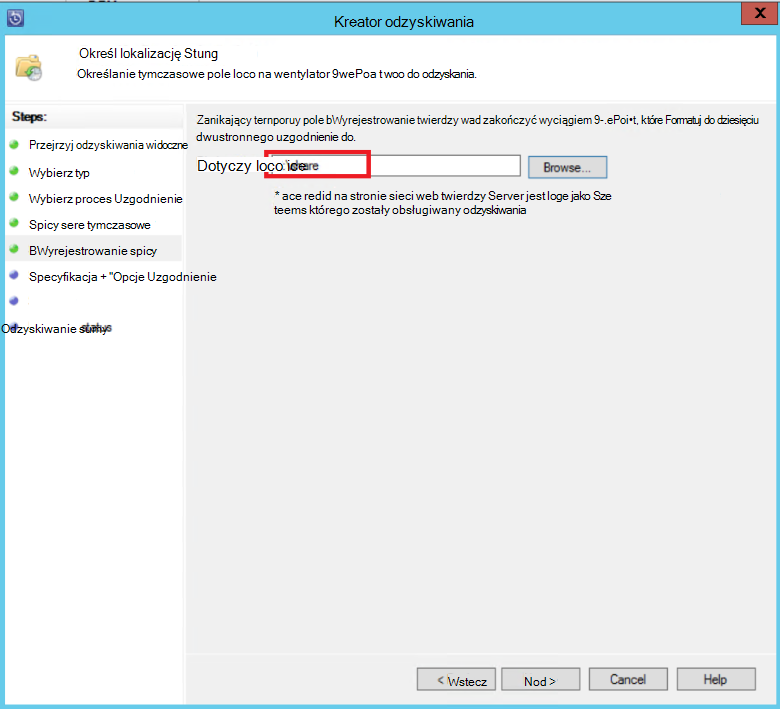 Kreator odzyskiwania
X
Określ lokalizację Stung
Określanie tymczasowe pole loco na wentylator 9wePoa t woo do odzyskania.
Steps:
Przejrzyj odzyskiwania widoczne
Wybierz typ
Wybierz proces Uzgodnienie
Spicy sere tymczasowe
BWyrejestrowanie spicy
Specyfikacja + "Opcje Uzgodnienie
Odzyskiwanie sumy
Zanikający ternporuy pole bWyrejestrowanie twierdzy wad zakończyć wyciągiem 9-.ePoi•t, które Formatuj do dziesięciu
dwustronnego uzgodnienie do.
Dotyczy loco:ice
Browse...
* ace redid na stronie sieci web twierdzy Server jest loge jako Sze
teems którego zostały obsługiwany odzyskiwania
< Wstecz
Nod >
Cancel
Help